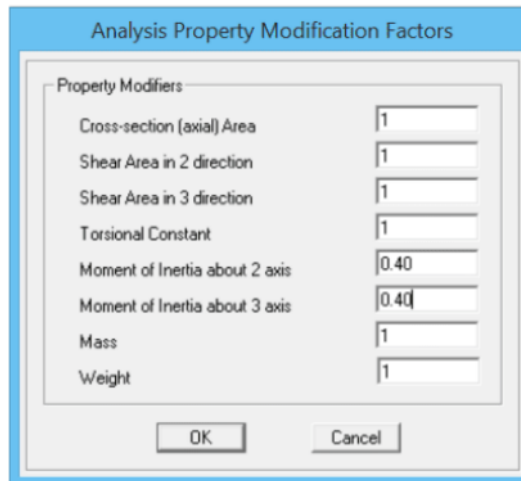 Analysis Property Modification Factors
Property Modifiers
Cross-section (axial) Area 1
Shear Area in 2 direction 1
Shear Area in 3 direction 1
Torsional Constant 1
Moment of Inertia about 2 axis 0.40
Moment of Inertia about 3 axis 0.40
Mass 1
Weight 1
OK Cancel